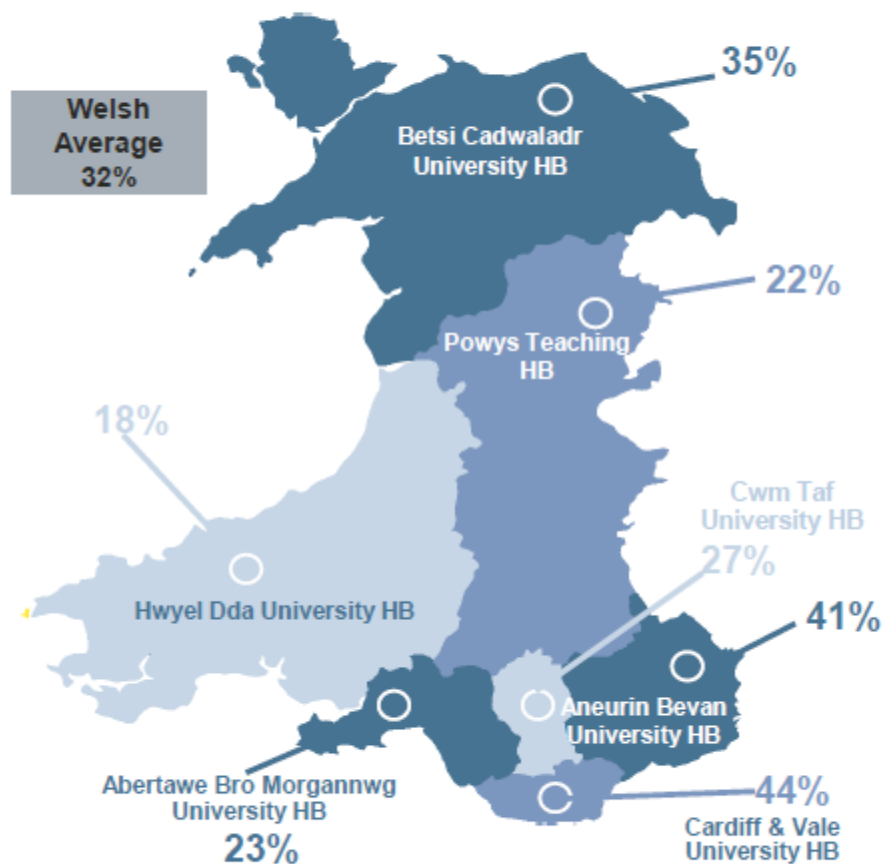 35%
Welsh
Average
32%
Betsi Cadwaladr
University HB
22%
Powys Teaching
HB
18%
Cwm Taf
University HB
27%
Hwyel Dda University HB
41%
Aneurin Bevan
University HB
Abertawe Bro Morgannwg
University HB
23%
44%
Cardiff & Vale
University HB